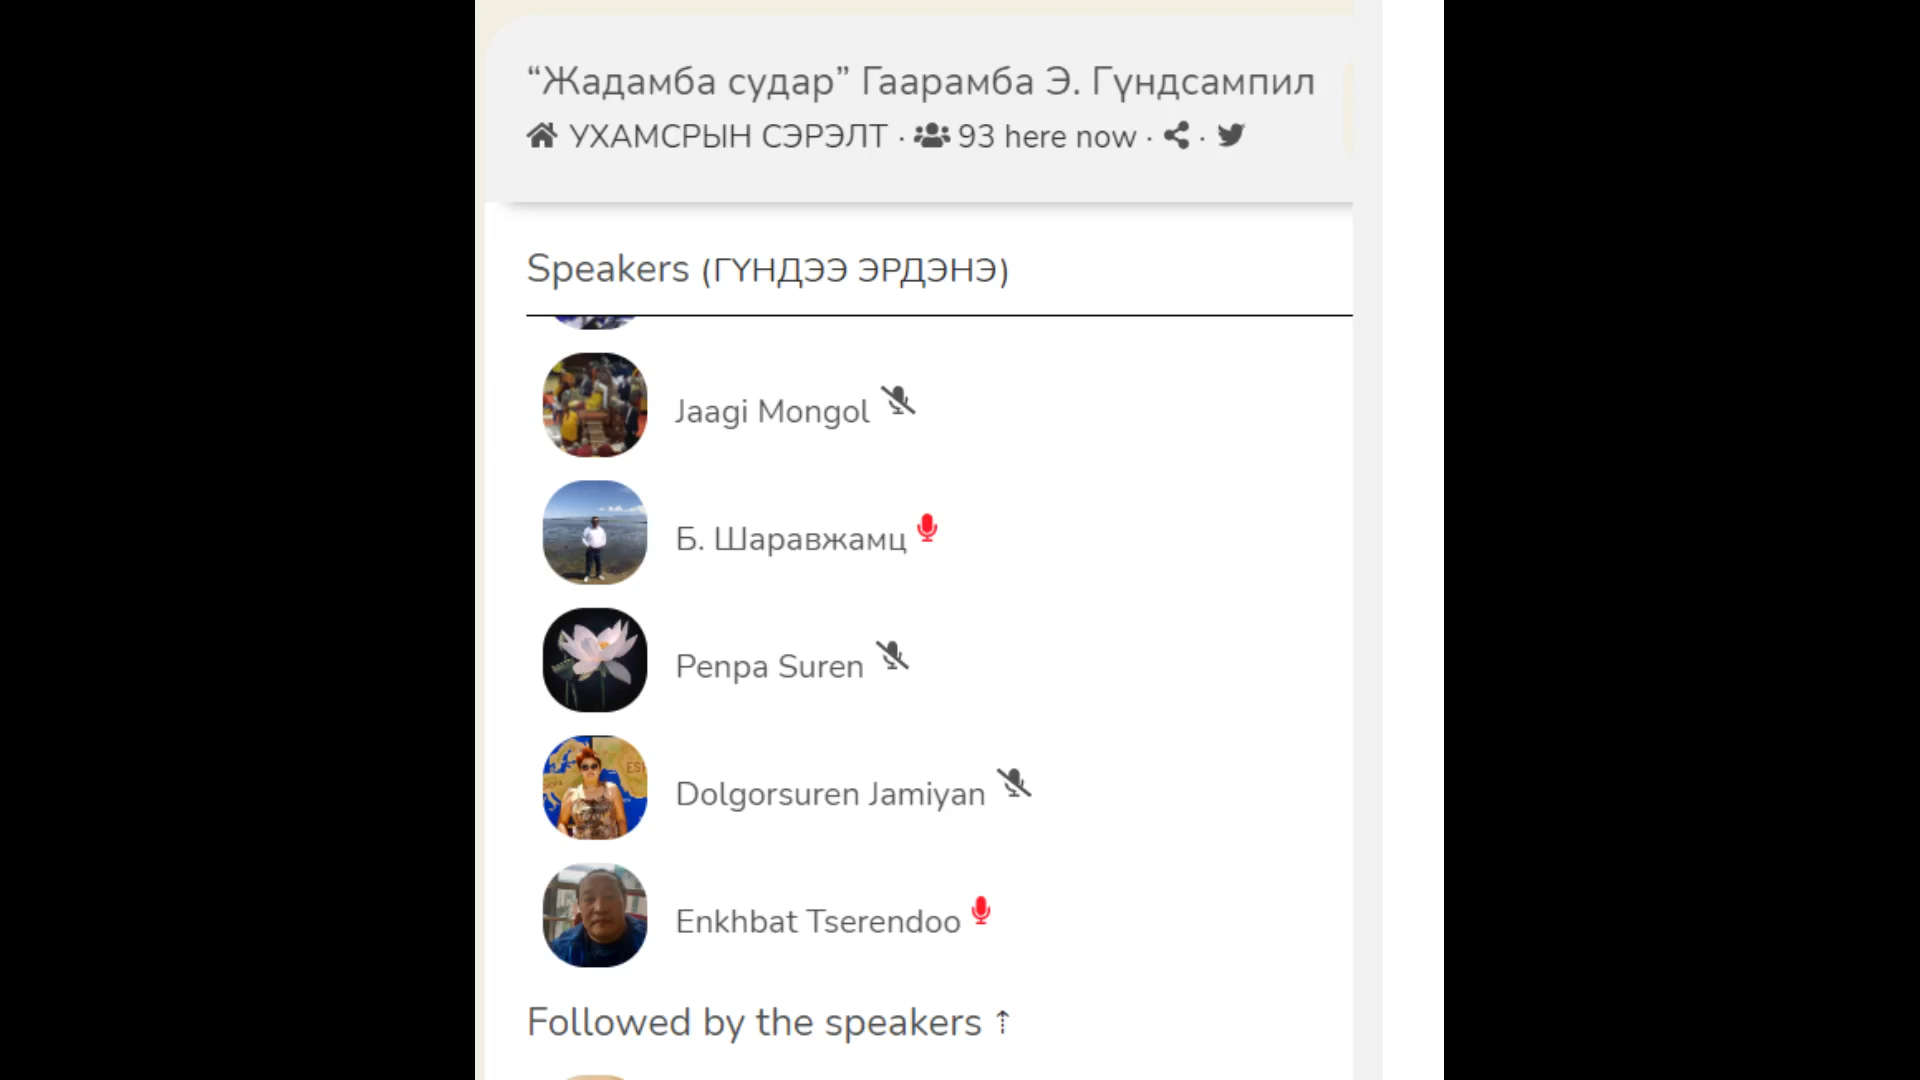 “Жадамба судар” Гаарамба Э. Гүндсампил
УХАМСРЫН СЭРЭЛТ · 93 here now · ·
Speakers (ГҮНДЭЭ ЭРДЭНЭ)
Jaagi Mongol
Б. Шаравжамц
Penpa Suren
Dolgorsuren Jamiyan
Enkhbat Tserendoo
Followed by the speakers ⇡